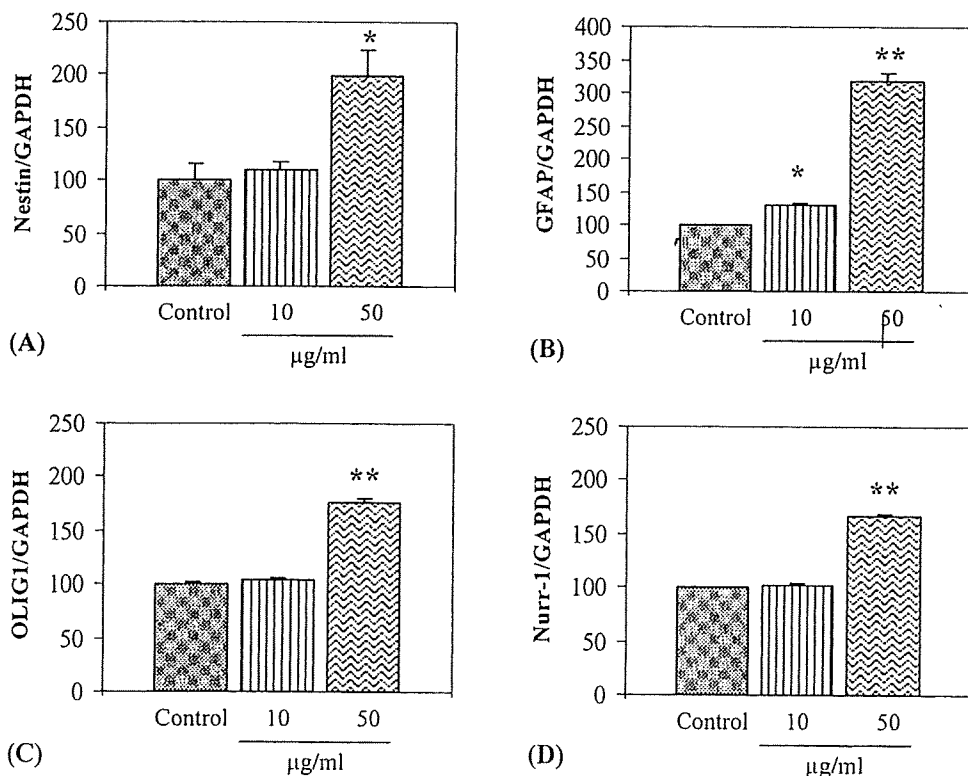 250
200
150
100
50
0
Nestin/GAPDH
*
Control 10 50
µg/ml
(A)
400
350
300
250
200
150
100
50
0
GFAP/GAPDH
*
**
Control 10 50
µg/ml
(B)
250
200
150
100
50
0
OLIG1/GAPDH
**
Control 10 50
µg/ml
(C)
250
200
150
100
50
0
Nurr-1/GAPDH
**
Control 10 50
µg/ml
(D)